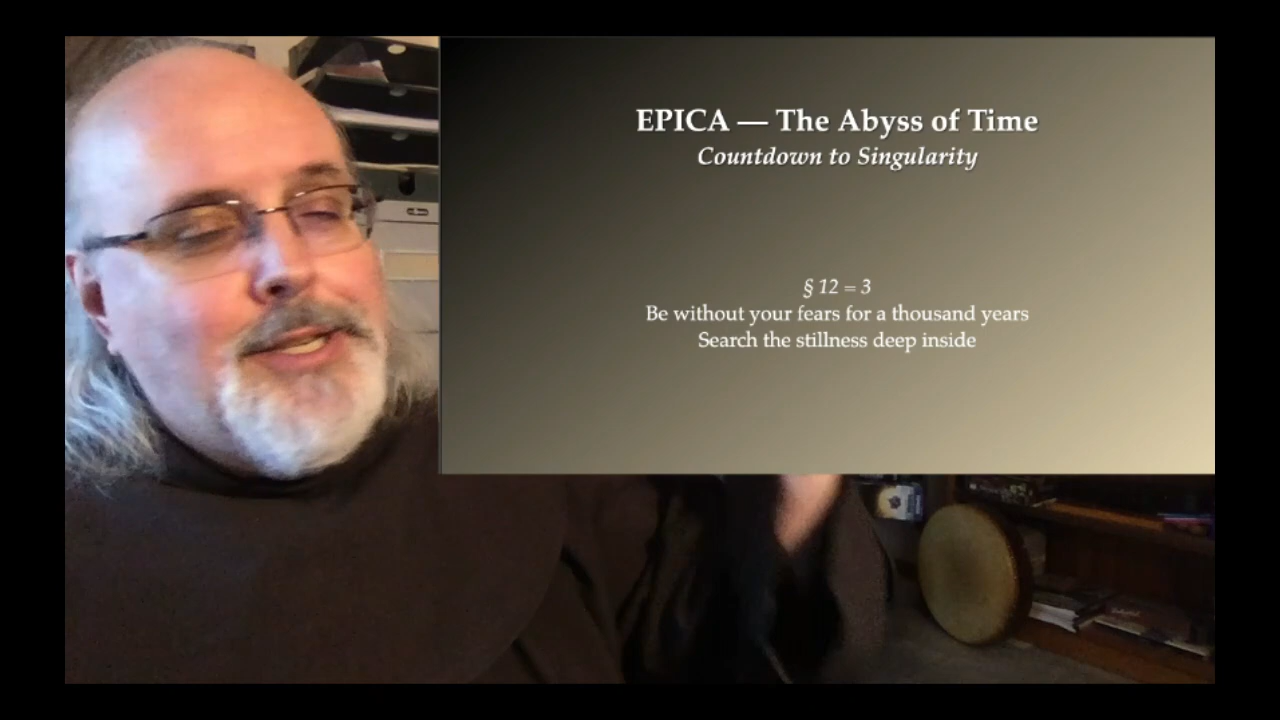 EPICA — The Abyss of Time
Countdown to Singularity
§ 12 = 3
Be without your fears for a thousand years
Search the stillness deep inside